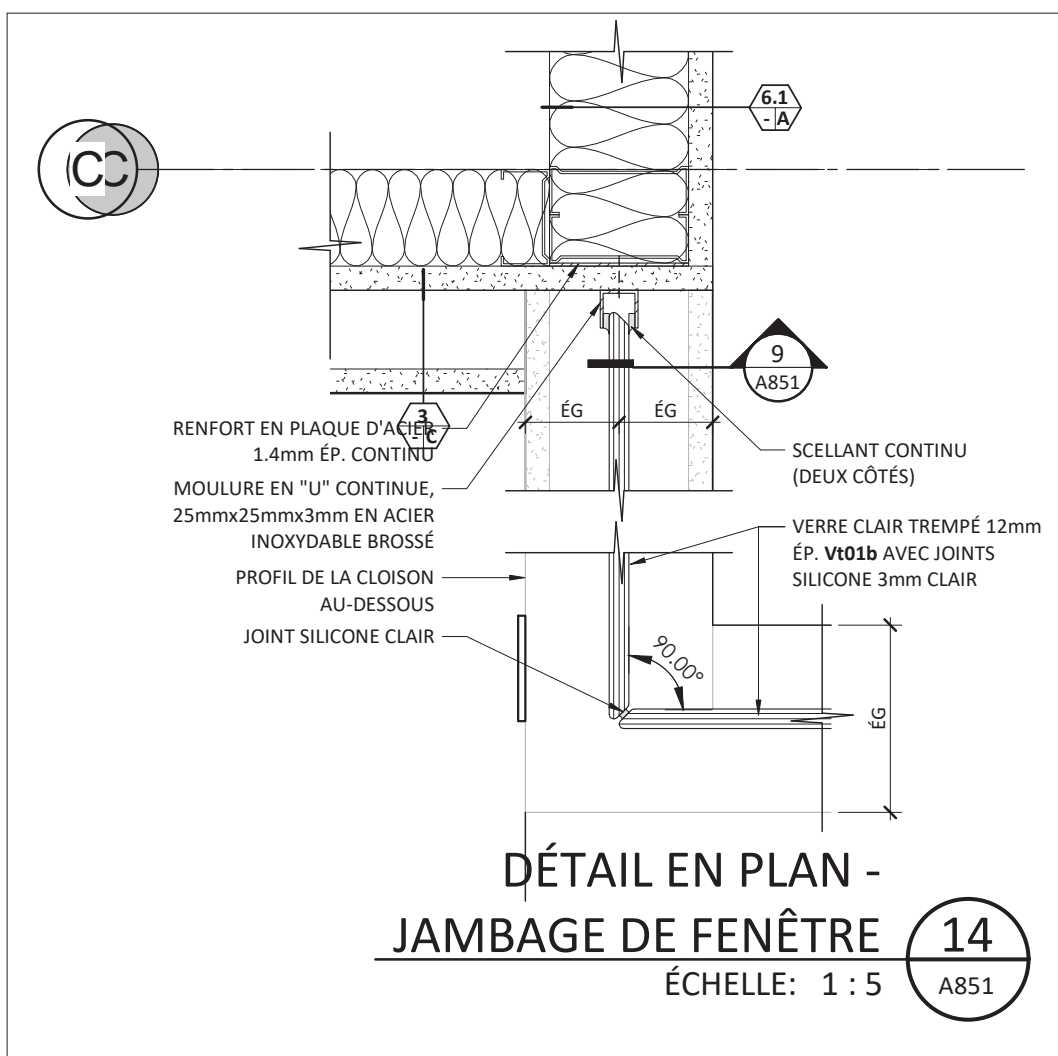 6.1
- A
CC
9
A851
ÉG
ÉG
3
- C
RENFORT EN PLAQUE D'ACIER
1.4mm ÉP. CONTINU
MOULURE EN "U" CONTINUE,
25mmx25mmx3mm EN ACIER
INOXYDABLE BROSSÉ
PROFIL DE LA CLOISON
AU-DESSOUS
JOINT SILICONE CLAIR
SCELLANT CONTINU
(DEUX CÔTÉS)
VERRE CLAIR TREMPÉ 12mm
ÉP. Vt01b AVEC JOINTS
SILICONE 3mm CLAIR
90.00°
ÉG
DÉTAIL EN PLAN -
JAMBAGE DE FENÊTRE
ÉCHELLE: 1 : 5
14
A851